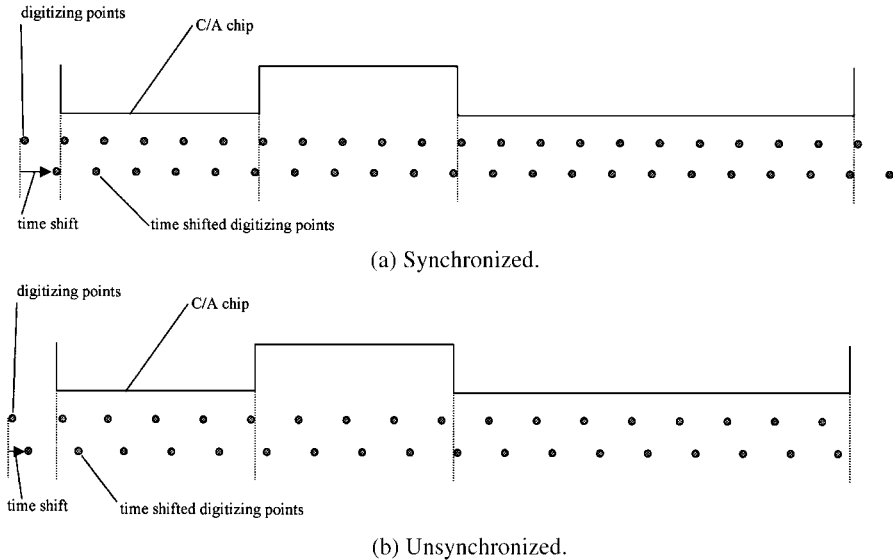 digitizing points
C/A chip
time shift
time shifted digitizing points
(a) Synchronized.
digitizing points
C/A chip
time shift
time shifted digitizing points
(b) Unsynchronized.